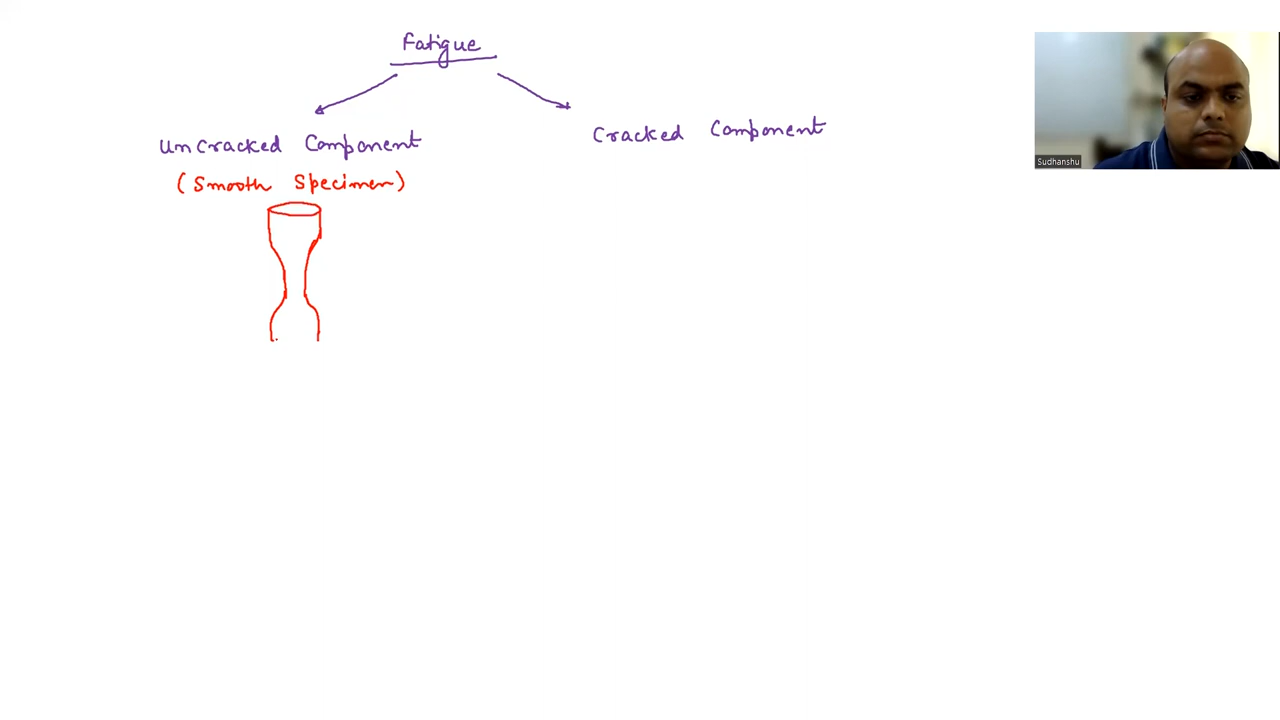 Fatigue
Uncracked Component
Cracked Component
(Smooth Specimen)
Sudhanshu